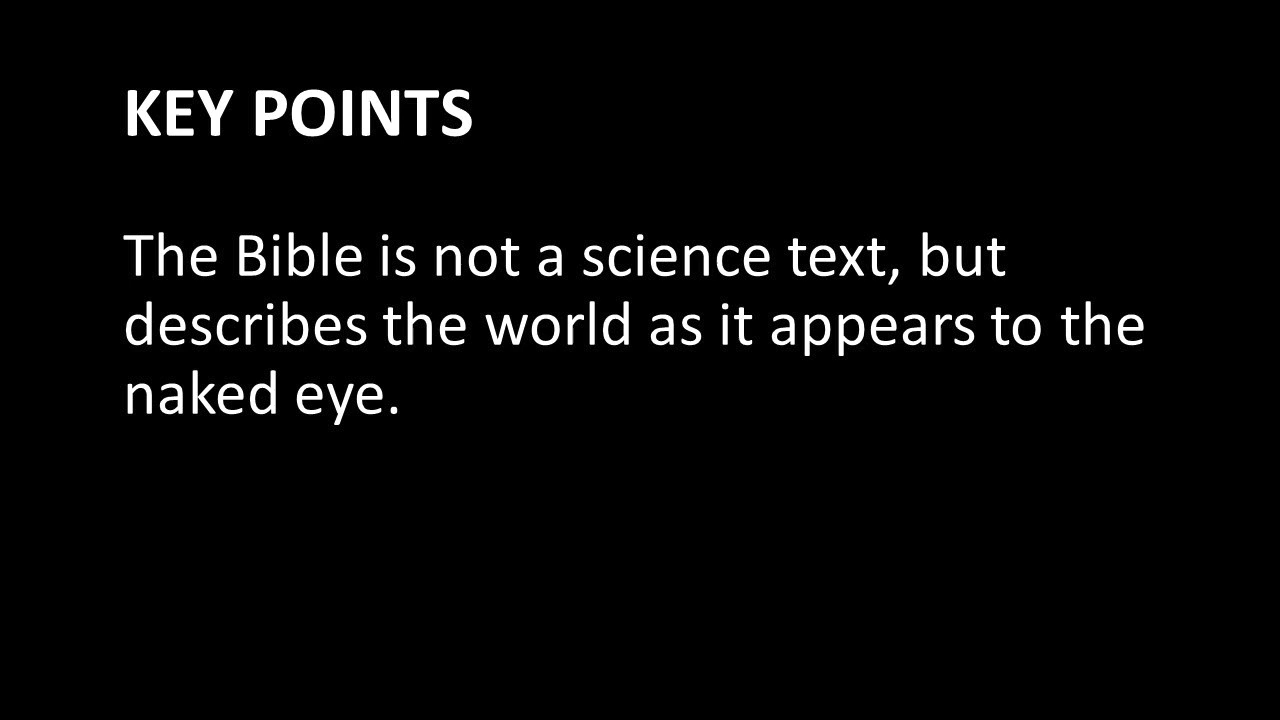 KEY POINTS
The Bible is not a science text, but
describes the world as it appears to the
naked eye.